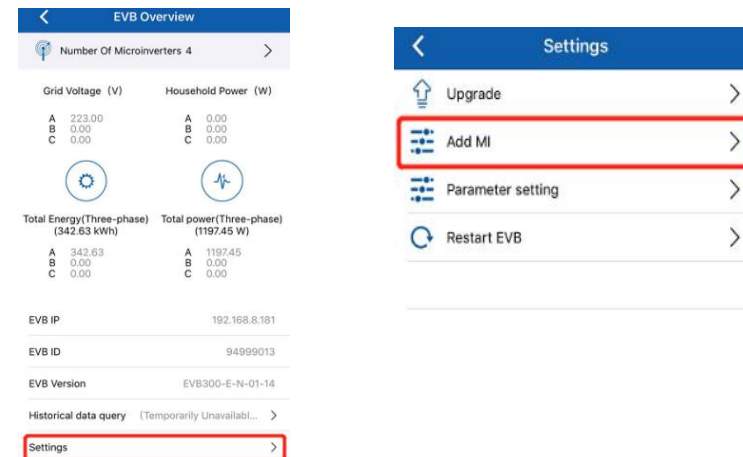 EVB Overview
Number Of Microinverters 4
Grid Voltage (V) Household Power (W)
A 223.00 A 0.00
B 0.00 B 0.00
C 0.00 C 0.00
Total Energy(Three-phase) Total power(Three-phase)
(342.63 kWh) (1197.45 W)
A 342.63 A 1197.45
B 0.00 B 0.00
C 0.00 C 0.00
EVB IP 192.168.8.181
EVB ID 94999013
EVB Version EVB300-E-N-01-14
Historical data query (Temporarily Unavailabl...
Settings
Settings
Upgrade
Add MI
Parameter setting
Restart EVB